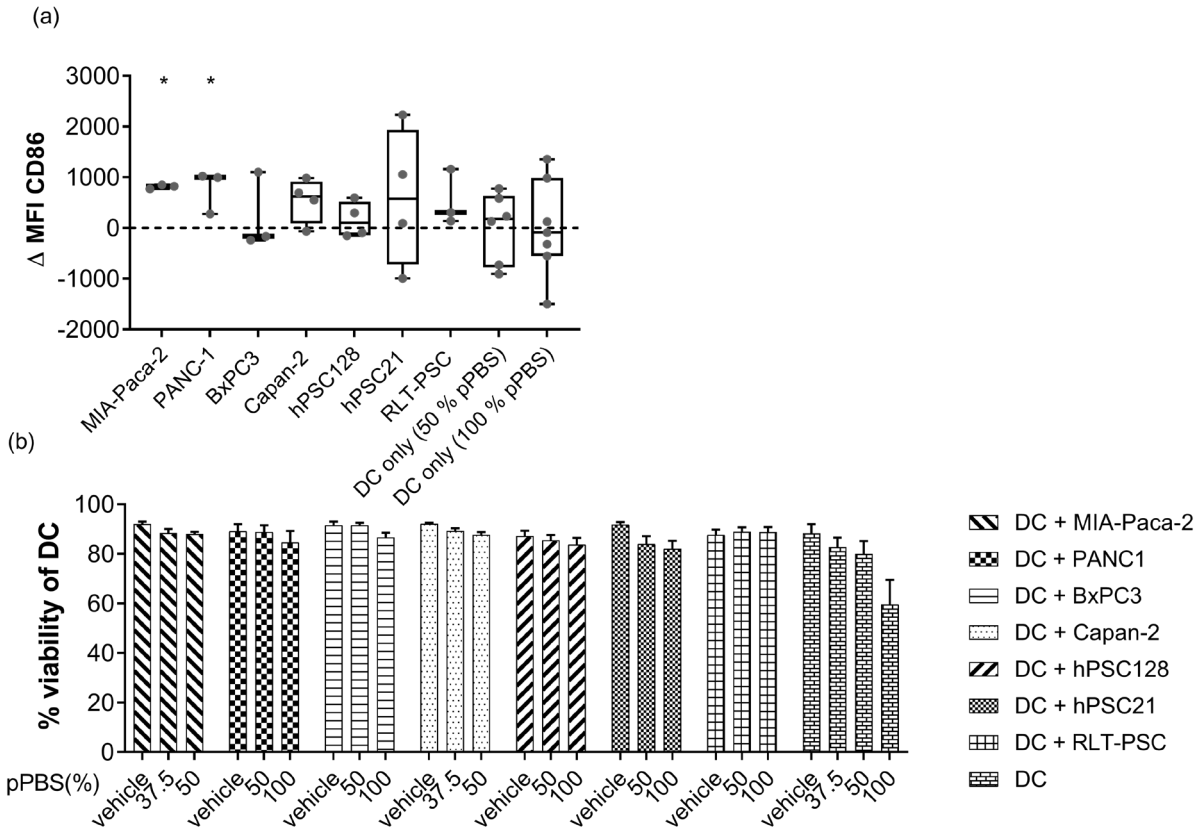 (a)
Δ MFI CD86
3000
2000
1000
0
-1000
-2000
* *
MIA-Paca-2
PANC-1
BxPC3
Capan-2
hPSC128
hPSC21
RLT-PSC
DC only (50 % pPBS)
DC only (100 % pPBS)
(b)
% viability of DC
100
80
60
40
20
0
pPBS(%)
vehicle 37.5 50
vehicle 50 100
vehicle 50 100
vehicle 37.5 50
vehicle 50 100
vehicle 50 100
vehicle 50 100
vehicle 37.5 50 100
DC + MIA-Paca-2
DC + PANC1
DC + BxPC3
DC + Capan-2
DC + hPSC128
DC + hPSC21
DC + RLT-PSC
DC